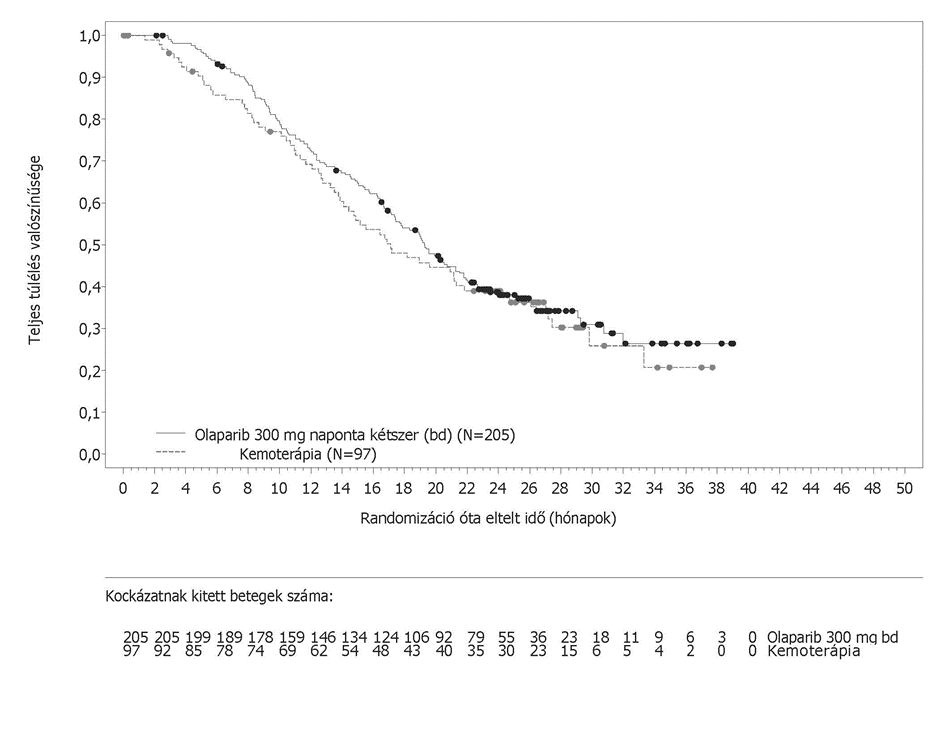 Teljes túlélés valószínűsége
1,0
0,9
0,8
0,7
0,6
0,5
0,4
0,3
0,2
0,1
0,0
Olaparib 300 mg naponta kétszer (bd) (N=205)
Kemoterápia (N=97)
0 2 4 6 8 10 12 14 16 18 20 22 24 26 28 30 32 34 36 38 40 42 44 46 48 50
Randomizáció óta eltelt idő (hónapok)
Kockázatnak kitett betegek száma:
205 205 199 189 178 159 146 134 124 106 92 79 55 36 23 18 11 9 6 3 0 Olaparib 300 mg bd
97 92 85 78 74 69 62 54 48 43 40 35 30 23 15 6 5 4 2 0 0 Kemoterápia